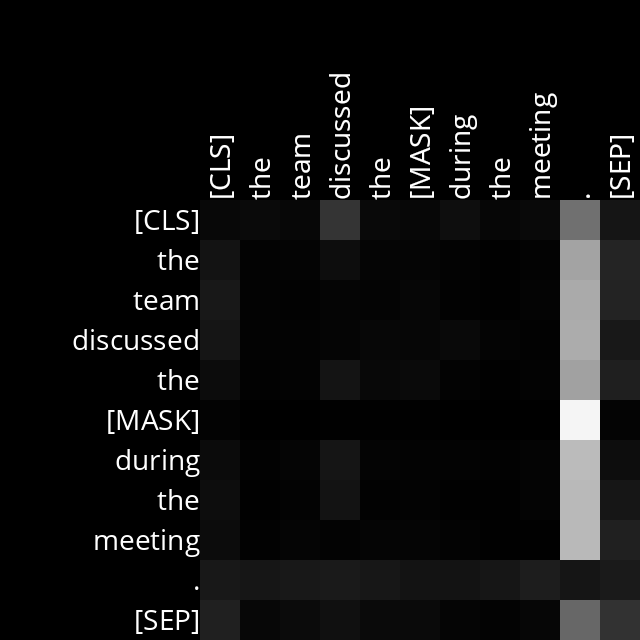 [CLS] the team discussed the [MASK] during the meeting . [SEP]
[CLS]
the
team
discussed
the
[MASK]
during
the
meeting
.
[SEP]